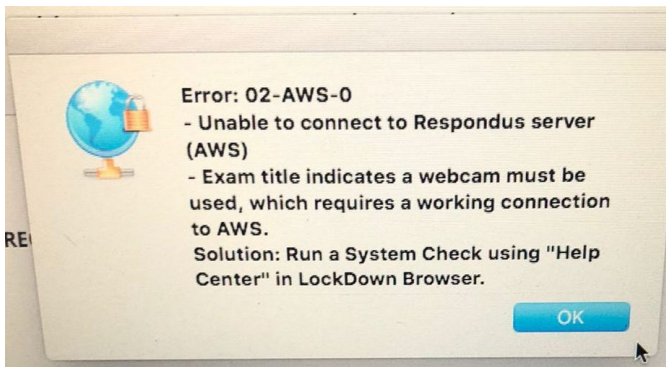 Error: 02-AWS-0
- Unable to connect to Respondus server
(AWS)
- Exam title indicates a webcam must be
used, which requires a working connection
to AWS.
Solution: Run a System Check using "Help
Center" in LockDown Browser.
OK